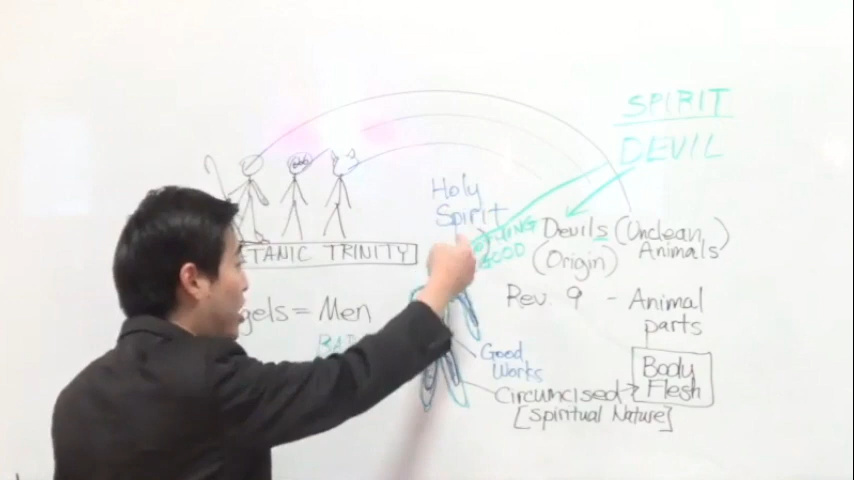 SPIRIT
DEVIL
Holy
Spirit
Devils (Unclean
Animals)
GOOD
(Origin)
TANIC TRINITY
gels = Men
Rev. 9 - Animal
parts
Good
Works
Body
Flesh
Circumcised
[spiritual Nature]